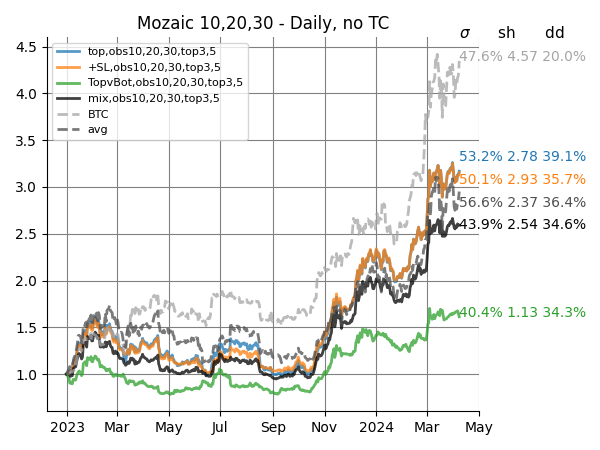 Mozaic 10,20,30 - Daily, no TC
σ sh dd
4.5
4.0
3.5
3.0
2.5
2.0
1.5
1.0
top,obs10,20,30,top3,5
+SL,obs10,20,30,top3,5
TopvBot,obs10,20,30,top3,5
mix,obs10,20,30,top3,5
BTC
avg
47.6% 4.57 20.0%
53.2% 2.78 39.1%
50.1% 2.93 35.7%
56.6% 2.37 36.4%
43.9% 2.54 34.6%
40.4% 1.13 34.3%
2023 Mar May Jul Sep Nov 2024 Mar May